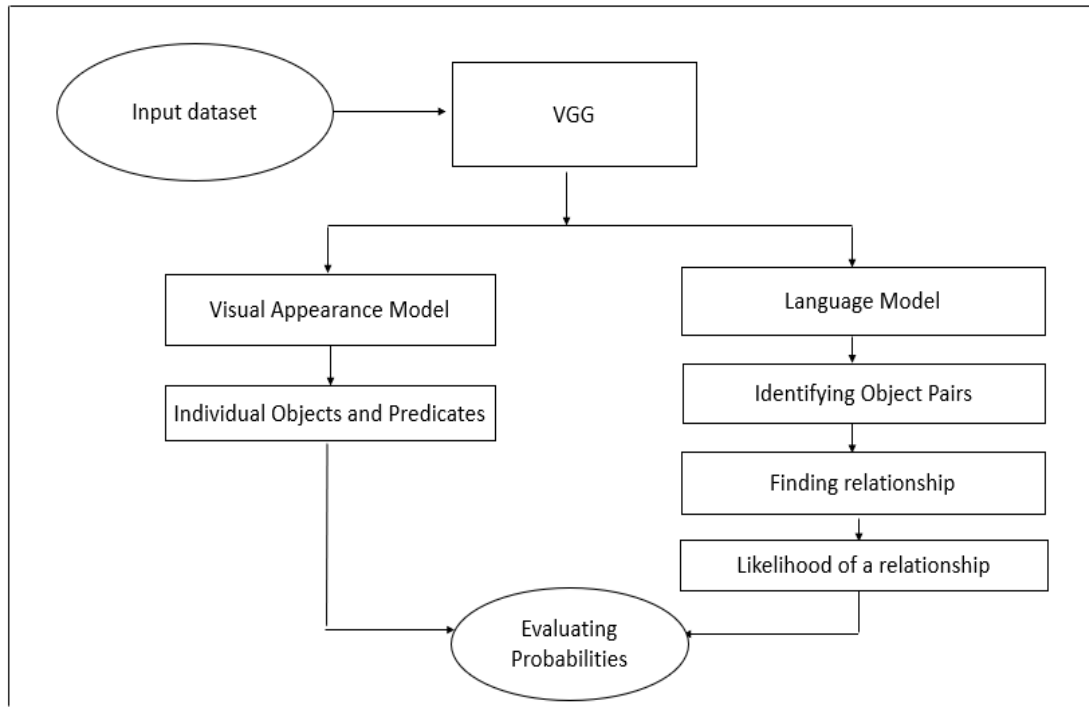 Input dataset
VGG
Visual Appearance Model
Individual Objects and Predicates
Language Model
Identifying Object Pairs
Finding relationship
Likelihood of a relationship
Evaluating
Probabilities